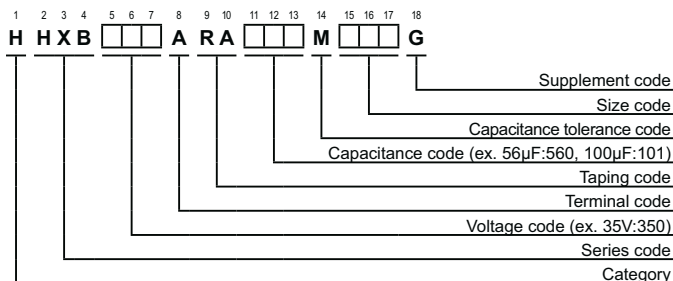 1 2 3 4 5 6 7 8 9 10 11 12 13 14 15 16 17 18
H H X B A R A M G
Supplement code
Size code
Capacitance tolerance code
Capacitance code (ex. 56μF:560, 100μF:101)
Taping code
Terminal code
Voltage code (ex. 35V:350)
Series code
Category